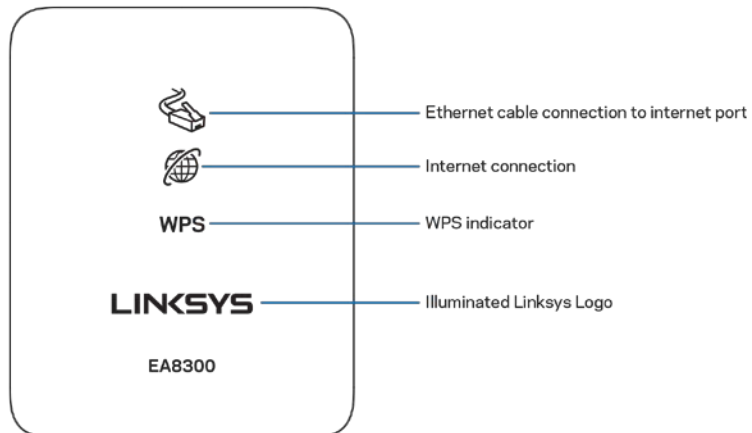 Ethernet cable connection to internet port
Internet connection
WPS WPS indicator
LINKSYS Illuminated Linksys Logo
EA8300